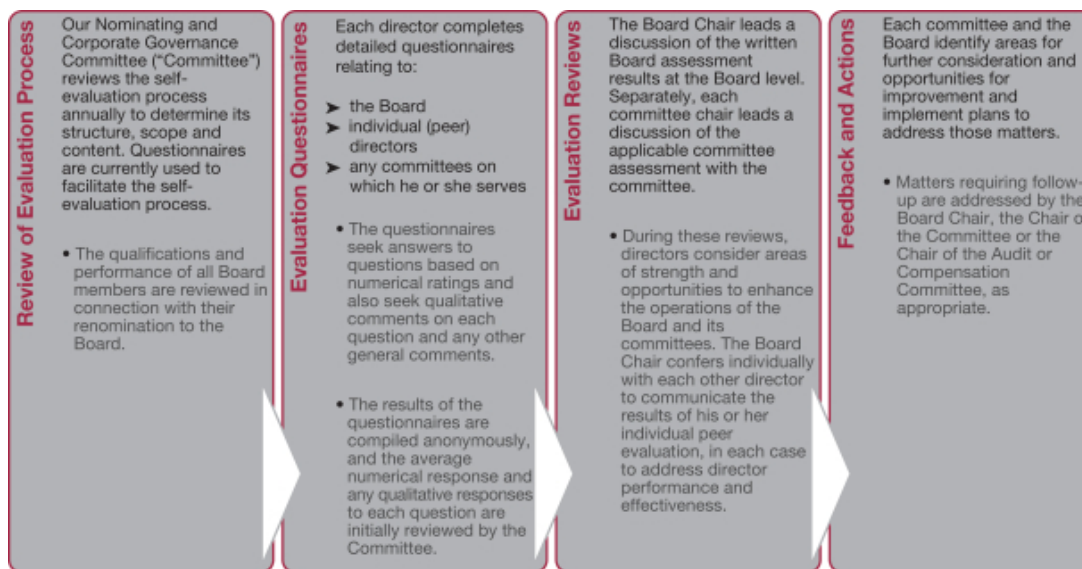 Review of Evaluation Process
Our Nominating and
Corporate Governance
Committee (“Committee”)
reviews the self-
evaluation process
annually to determine its
structure, scope and
content. Questionnaires
are currently used to
facilitate the self-
evaluation process.
• The qualifications and
performance of all Board
members are reviewed in
connection with their
renomination to the
Board.
Evaluation Questionnaires
Each director completes
detailed questionnaires
relating to:
➤ the Board
➤ individual (peer)
directors
➤ any committees on
which he or she serves
• The questionnaires
seek answers to
questions based on
numerical ratings and
also seek qualitative
comments on each
question and any other
general comments.
• The results of the
questionnaires are
compiled anonymously,
and the average
numerical response and
any qualitative responses
to each question are
initially reviewed by the
Committee.
Evaluation Reviews
The Board Chair leads a
discussion of the written
Board assessment
results at the Board level.
Separately, each
committee chair leads a
discussion of the
applicable committee
assessment with the
committee.
• During these reviews,
directors consider areas
of strength and
opportunities to enhance
the operations of the
Board and its
committees. The Board
Chair confers individually
with each other director
to communicate the
results of his or her
individual peer
evaluation, in each case
to address director
performance and
effectiveness.
Feedback and Actions
Each committee and the
Board identify areas for
further consideration and
opportunities for
improvement and
implement plans to
address those matters.
• Matters requiring follow-
up are addressed by the
Board Chair, the Chair o
the Committee or the
Chair of the Audit or
Compensation
Committee, as
appropriate.